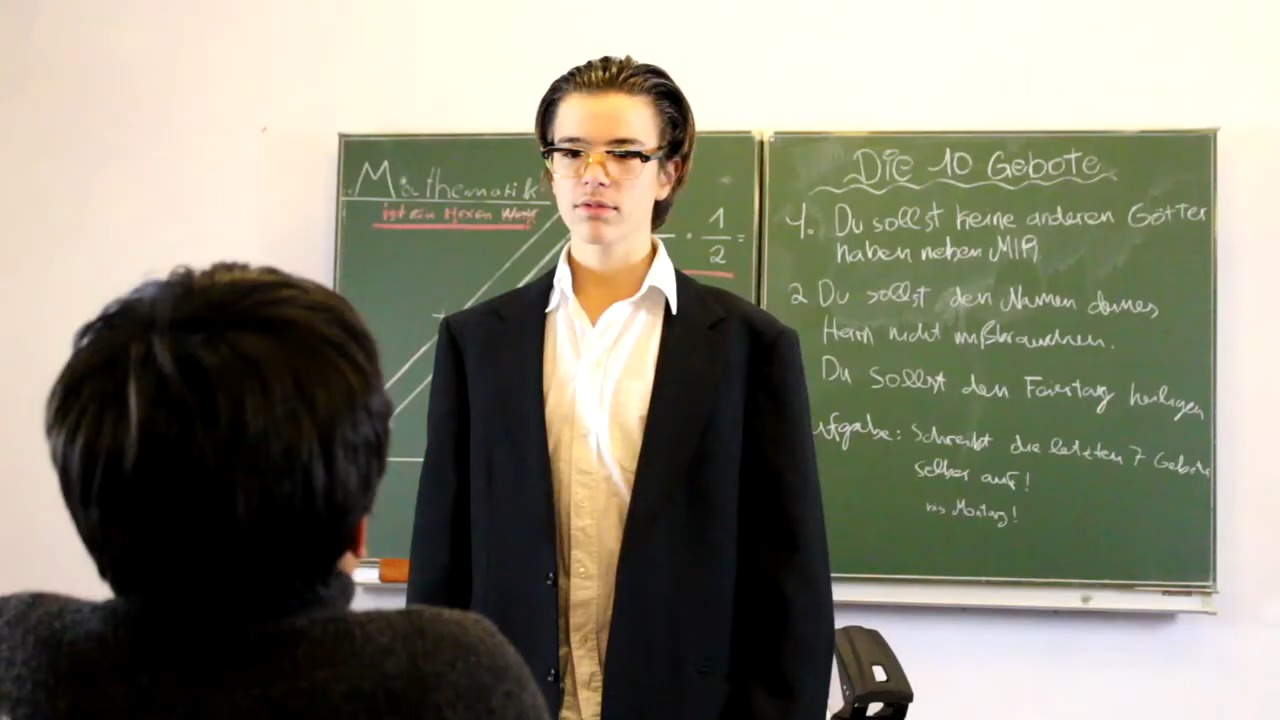 Mathematik
ist ein Hexen Werk
· 1/2 =
Die 10 Gebote
1. Du sollst keine anderen Götter
haben neben MIR
2 Du sollst den Namen deines
Herrn nicht mißbrauchen.
Du sollst den Feiertag heiligen
ufgabe: Schreibt die letzten 7 Gebote
selber auf!
bis Montag!